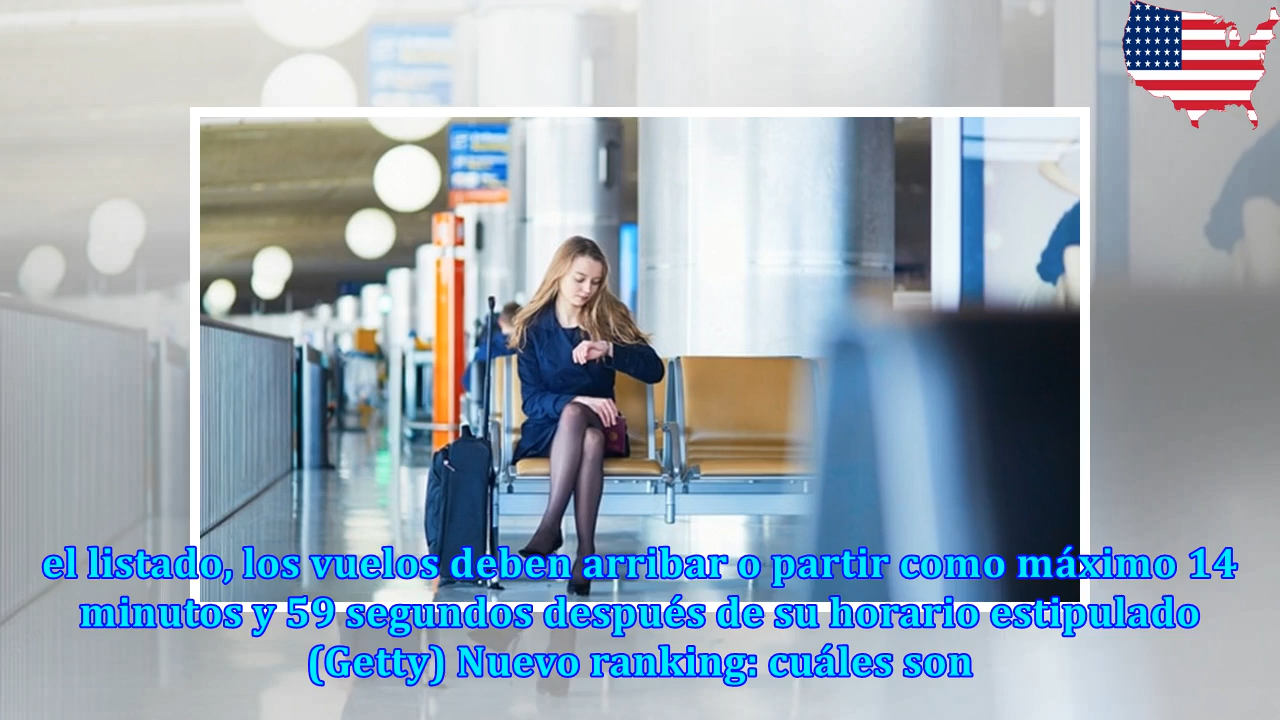 el listado, los vuelos deben arribar o partir como máximo 14
minutos y 59 segundos después de su horario estipulado
(Getty) Nuevo ranking: cuáles son